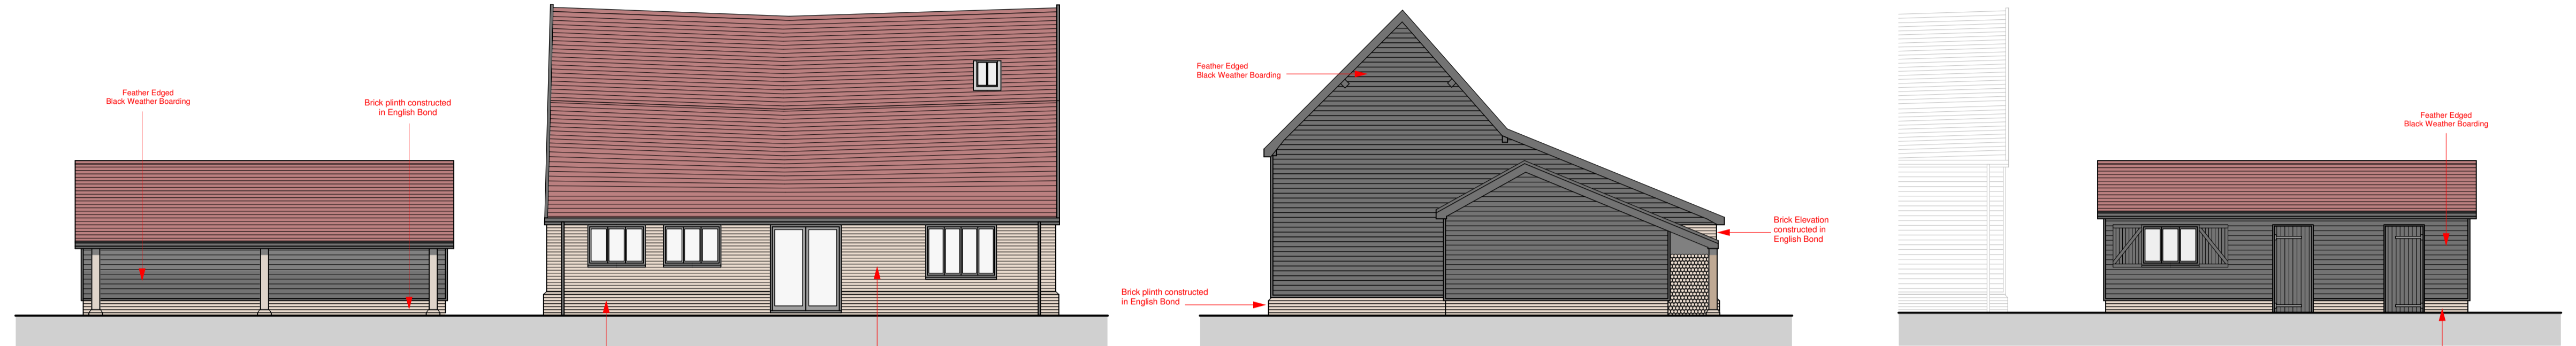 Feather Edged
Black Weather Boarding
Brick plinth constructed
in English Bond
Feather Edged
Black Weather Boarding
Brick Elevation
constructed in
English Bond
Brick plinth constructed
in English Bond
Feather Edged
Black Weather Boarding